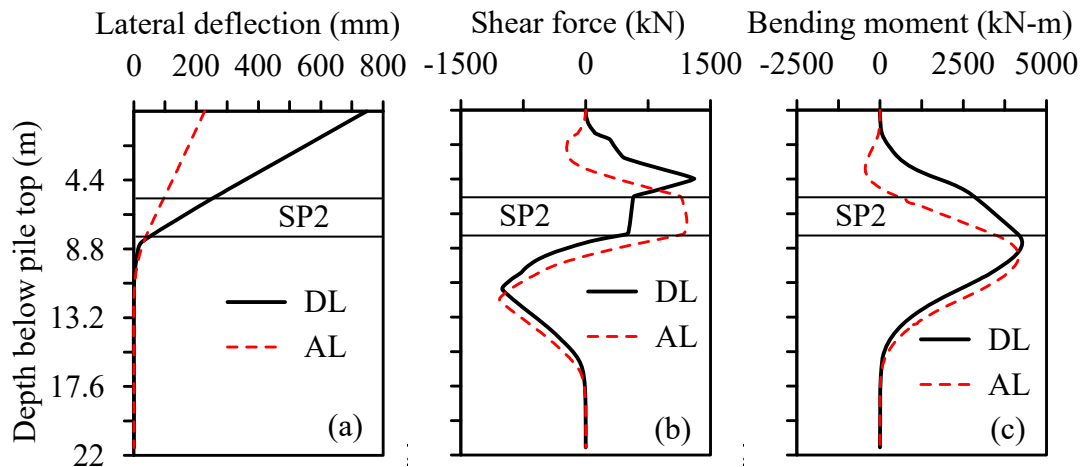 Lateral deflection (mm)
0 200 400 600 800
Shear force (kN)
-1500 0 1500
Bending moment (kN-m)
-2500 0 2500 5000
Depth below pile top (m)
4.4
8.8
13.2
17.6
22
SP2
DL
AL
(a)
SP2
DL
AL
(b)
SP2
DL
AL
(c)